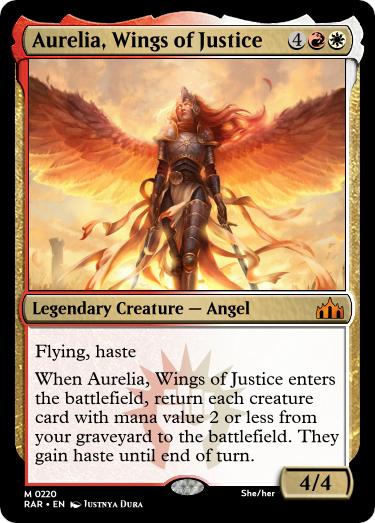 Aurelia, Wings of Justice 4
Legendary Creature — Angel
Flying, haste
When Aurelia, Wings of Justice enters
the battlefield, return each creature
card with mana value 2 or less from
your graveyard to the battlefield. They
gain haste until end of turn.
4/4
M 0220
RAR • EN JUSTNYA DURA
She/her